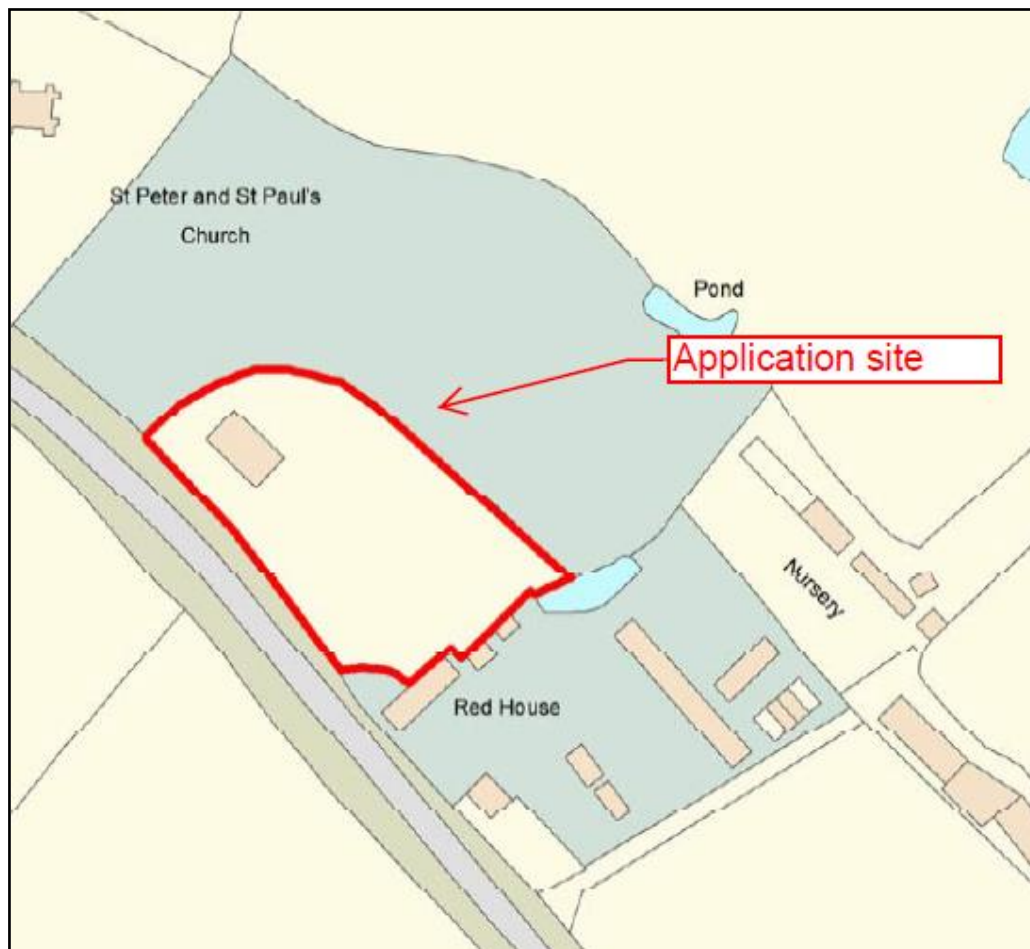 St Peter and St Paul's
Church
Pond
Application site
Nursery
Red House